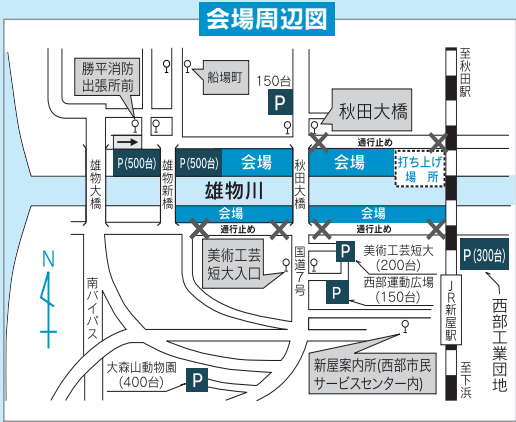 会場周辺図
至秋田駅
勝平消防
出張所前
船場町
150台
P
秋田大橋
通行止め
P(500台)
P(500台)
会場
会場
打ち上げ
場所
雄物大橋
雄物新橋
雄物川
秋田大橋
会場
会場
通行止め
通行止め
N
美術工芸
短大入口
国道7号
P
美術工芸短大
(200台)
P(300台)
南バイパス
P
西部運動広場
(150台)
JR新屋駅
西部工業団地
大森山動物園
(400台)
P
新屋案内所(西部市民
サービスセンター内)
至下浜